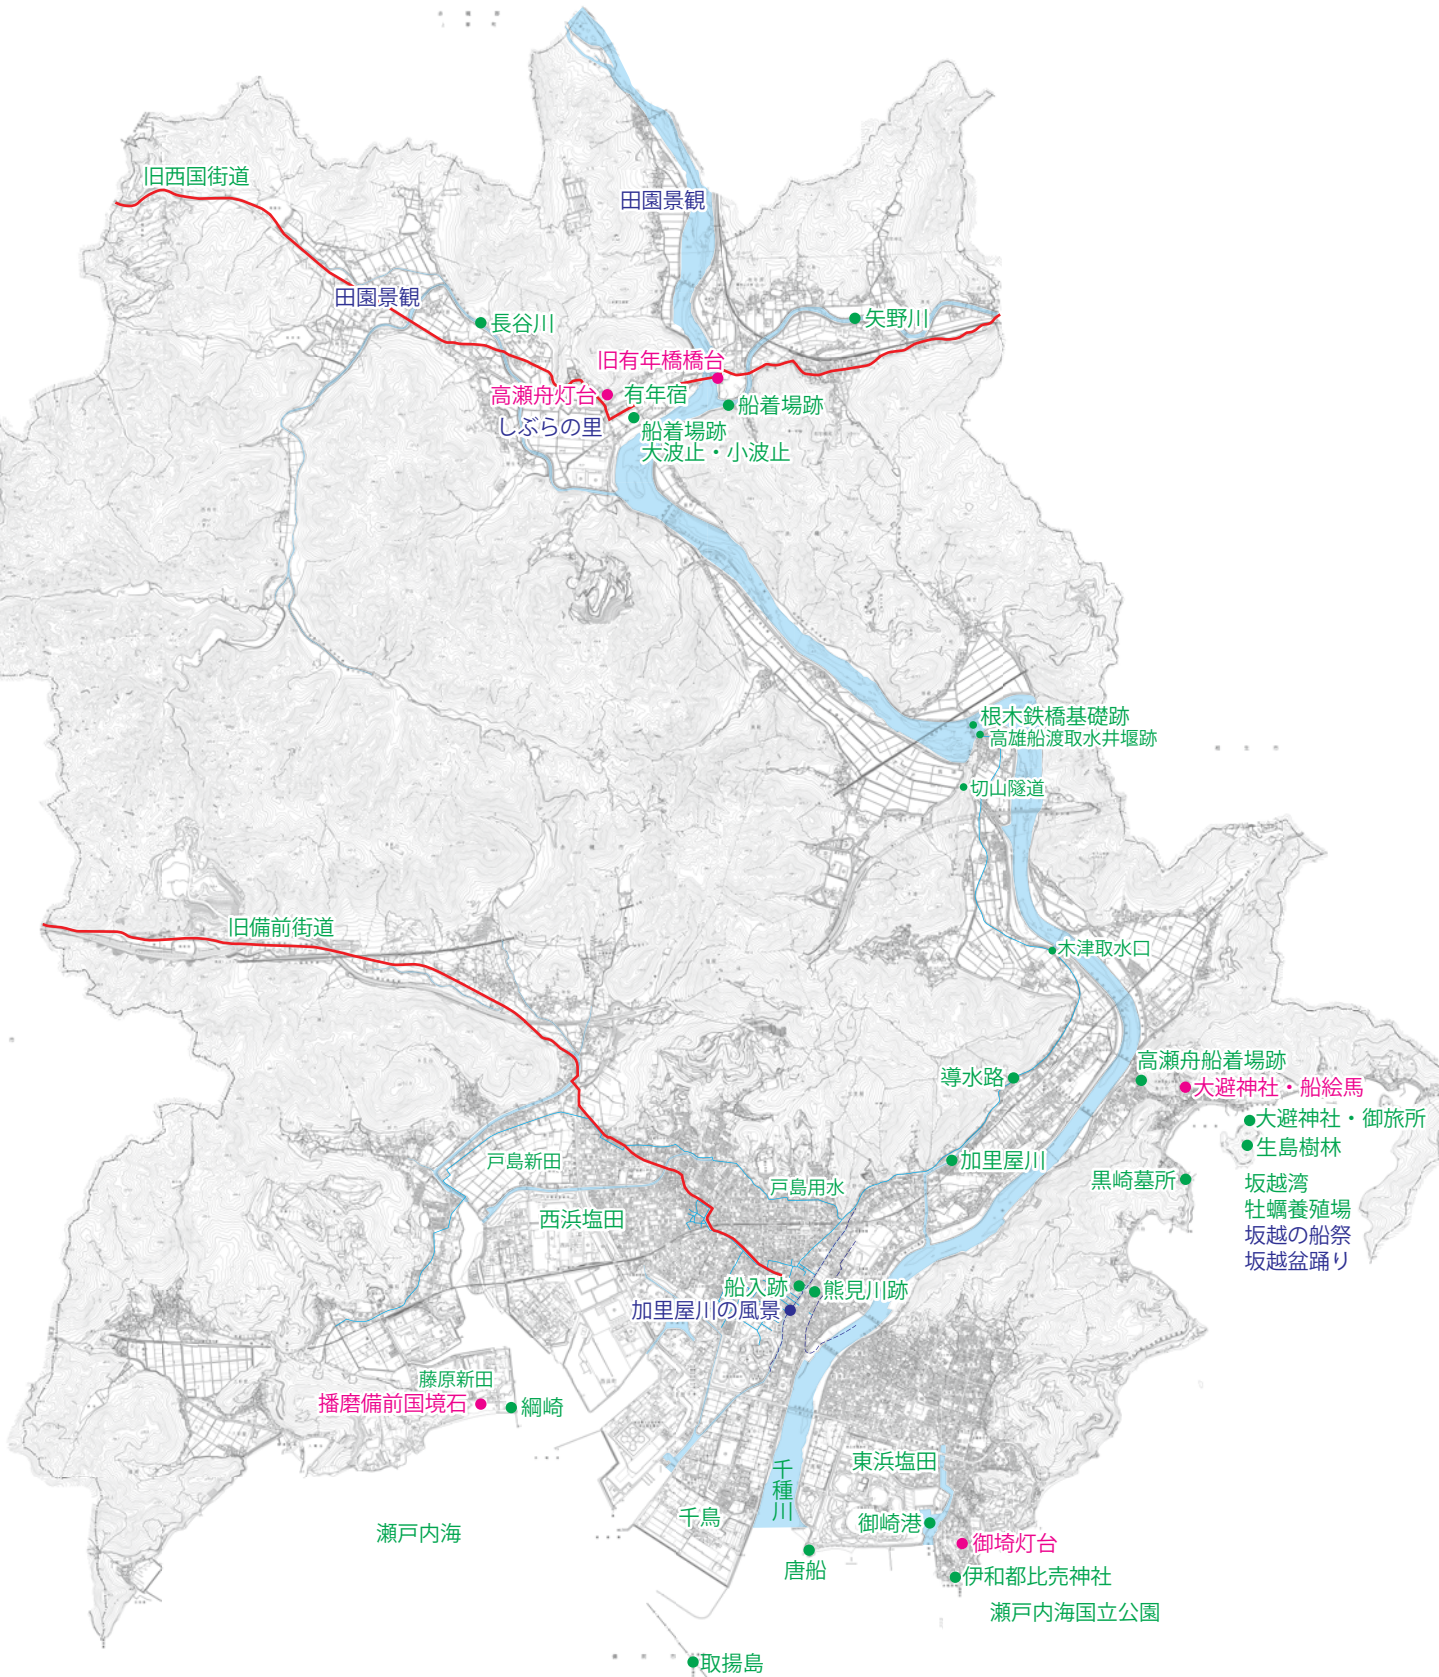 旧西国街道
田園景観
田園景観
長谷川
矢野川
旧有年橋橋台
高瀬舟灯台
有年宿
船着場跡
しぶらの里
船着場跡
大波止・小波止
根木鉄橋基礎跡
高雄船渡取水井堰跡
切山隧道
旧備前街道
木津取水口
高瀬舟船着場跡
導水路
大避神社・船絵馬
大避神社・御旅所
生島樹林
戸島新田
加里屋川
黒崎墓所
戸島用水
坂越湾
牡蠣養殖場
坂越の船祭
坂越盆踊り
西浜塩田
船入跡
熊見川跡
加里屋川の風景
藤原新田
播磨備前国境石
綱崎
東浜塩田
千種川
千鳥
御崎港
瀬戸内海
御埼灯台
唐船
伊和都比売神社
瀬戸内海国立公園
取揚島